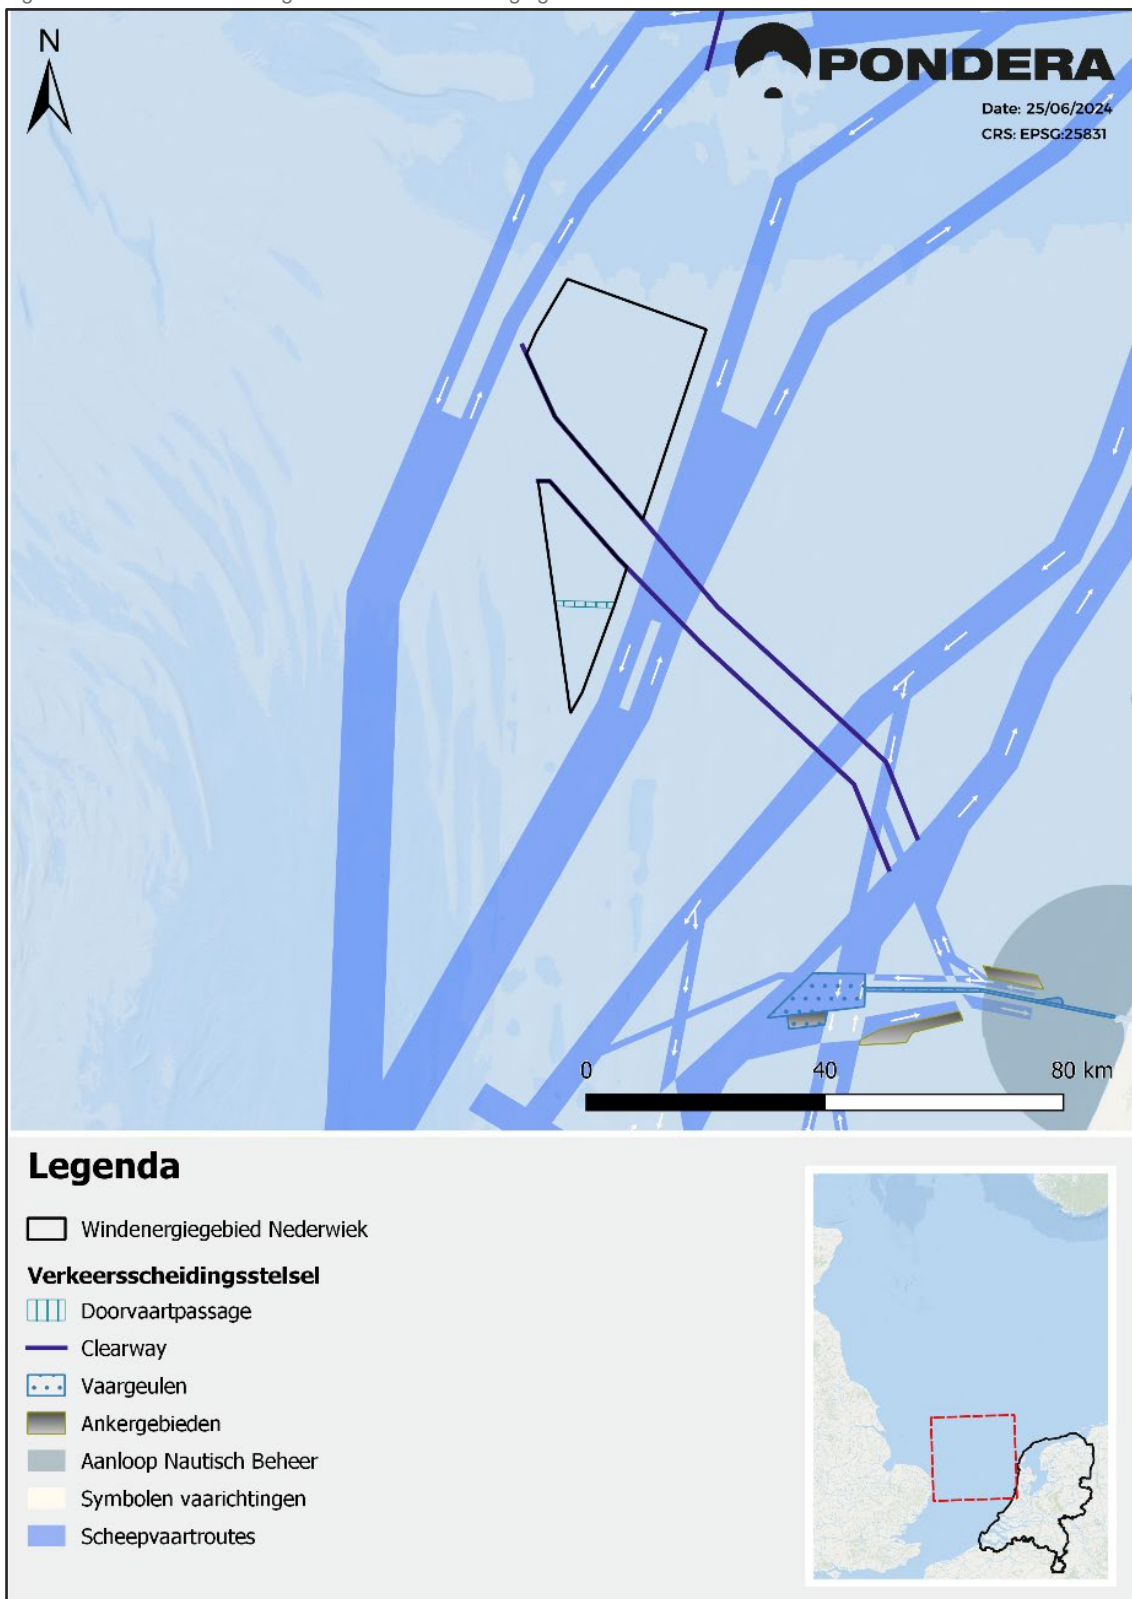 N
PONDERA
Date: 25/06/2024
CRS: EPSG:25831
0 40 80 km
Legenda
Windenergiegebied Nederwiek
Verkeersscheidingsstelsel
Doorvaartpassage
Clearway
Vaargeulen
Ankergebieden
Aanloop Nautisch Beheer
Symbolen vaarichtingen
Scheepvaartroutes